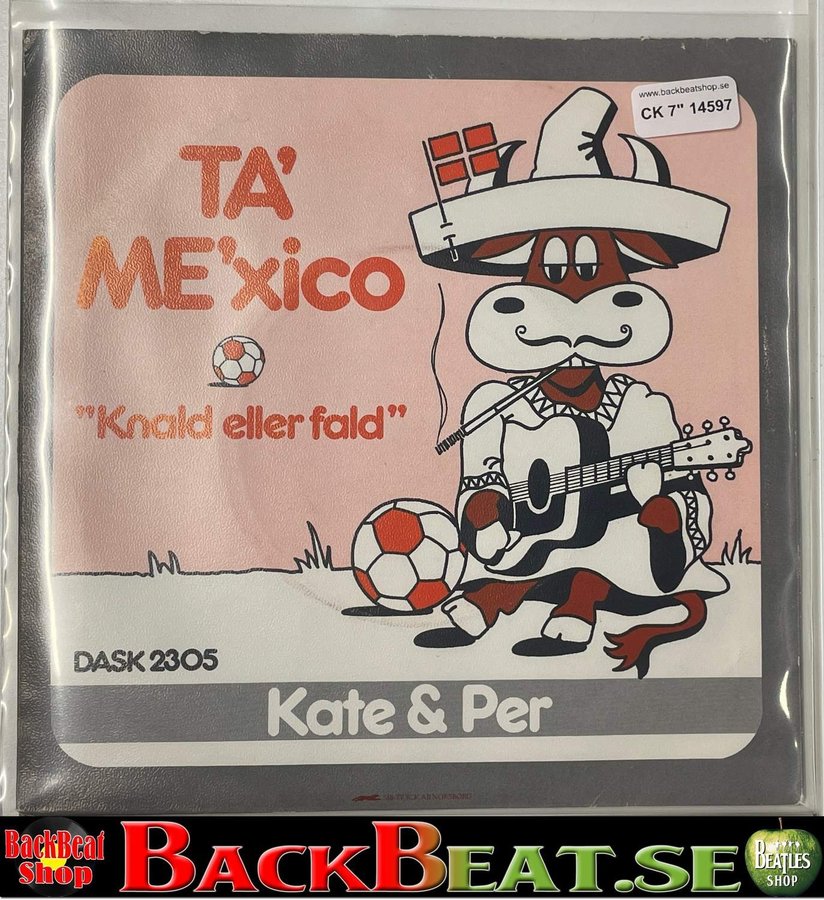 www.backbeatshop.se
CK 7" 14597
TA'
ME'xico
"Knald eller fald"
DASK 2305
Kate & Per
BackBeat
Shop
BackBeat.se
Beatles
Shop